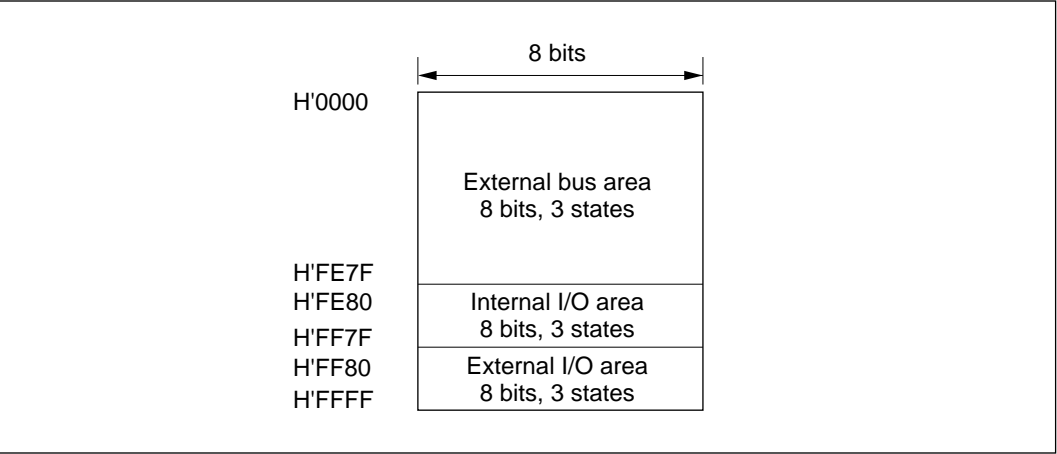 8 bits
H'0000
External bus area
8 bits, 3 states
H'FE7F
H'FE80
Internal I/O area
8 bits, 3 states
H'FF7F
H'FF80
External I/O area
8 bits, 3 states
H'FFFF